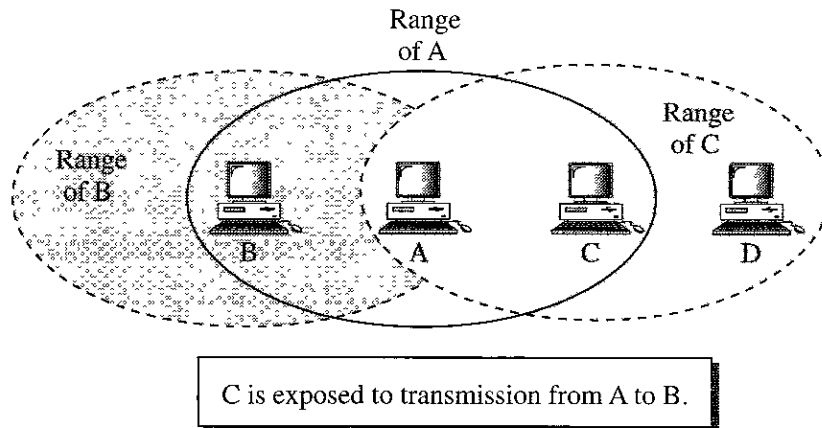 Range
of A
Range
of B
Range
of C
B
A
C
D
C is exposed to transmission from A to B.